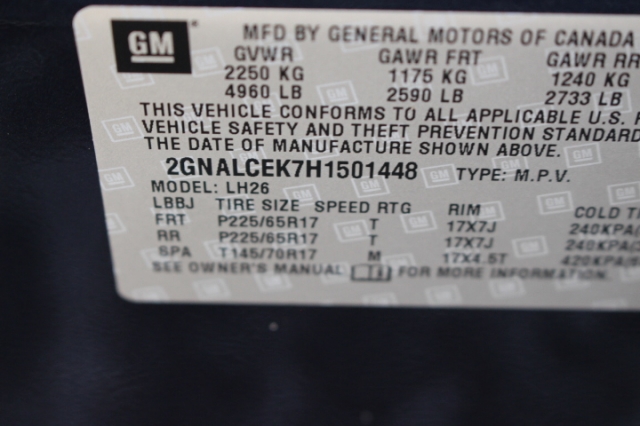 GM
MFD BY GENERAL MOTORS OF CANADA
GVWR GAWR FRT GAWR RR
2250 KG 1175 KG 1240 KG
4960 LB 2590 LB 2733 LB
THIS VEHICLE CONFORMS TO ALL APPLICABLE U.S. F
VEHICLE SAFETY AND THEFT PREVENTION STANDARD
THE DATE OF MANUFACTURE SHOWN ABOVE.
2GNALCEK7H1501448 TYPE: M.P.V.
MODEL: LH26
LBBJ TIRE SIZE SPEED RTG RIM COLD TI
FRT P225/65R17 T 17X7J 240KPA(
RR P225/65R17 T 17X7J 240KPA(
SPA T145/70R17 M 17X4.5T 420KPA(6
SEE OWNER'S MANUAL FOR MORE INFORMATION